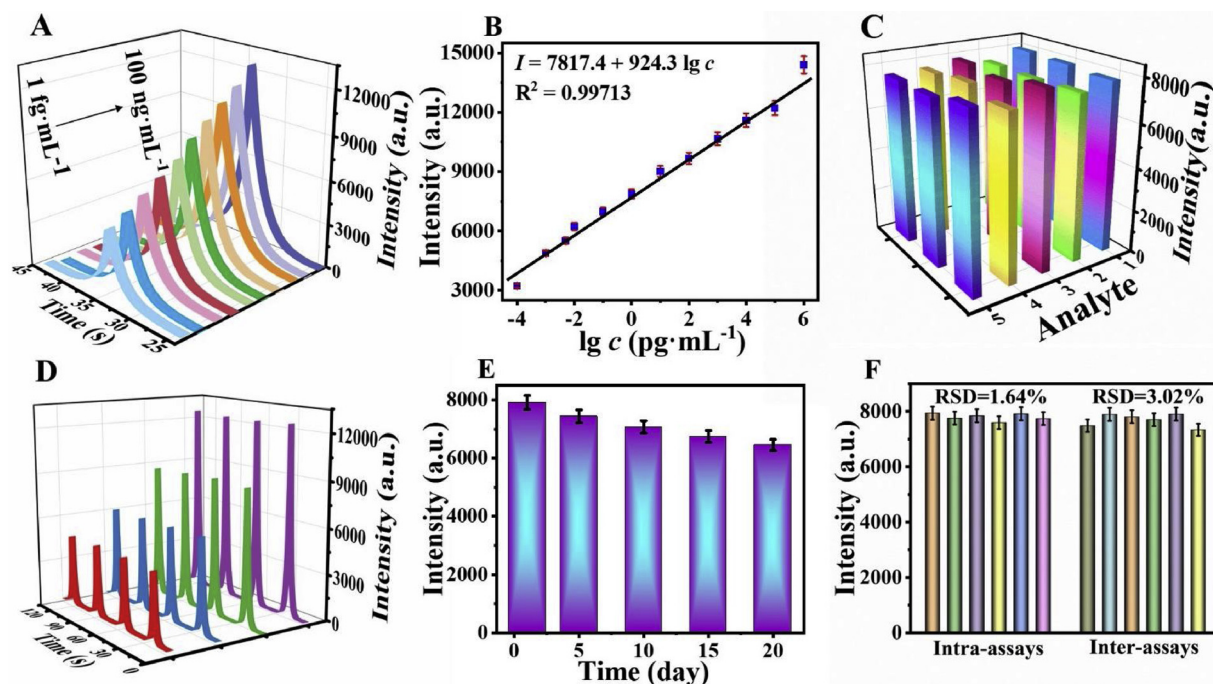 A
1 fg·mL-1
100 ng·mL-1
12000
9000
6000
3000
0
Intensity (a.u.)
45
40
35
30
25
Time (s)
B
I = 7817.4 + 924.3 lg c
R² = 0.99713
15000
12000
9000
6000
3000
Intensity (a.u.)
-4 -2 0 2 4 6
lg c (pg·mL⁻¹)
C
8000
6000
4000
2000
0
Intensity (a.u.)
5 4 3 2 1
Analyte
D
12000
9000
6000
3000
0
Intensity (a.u.)
120
90
60
30
0
Time (s)
E
8000
6000
4000
2000
0
Intensity (a.u.)
0 5 10 15 20
Time (day)
F
RSD=1.64% RSD=3.02%
8000
6000
4000
2000
0
Intensity (a.u.)
Intra-assays Inter-assays